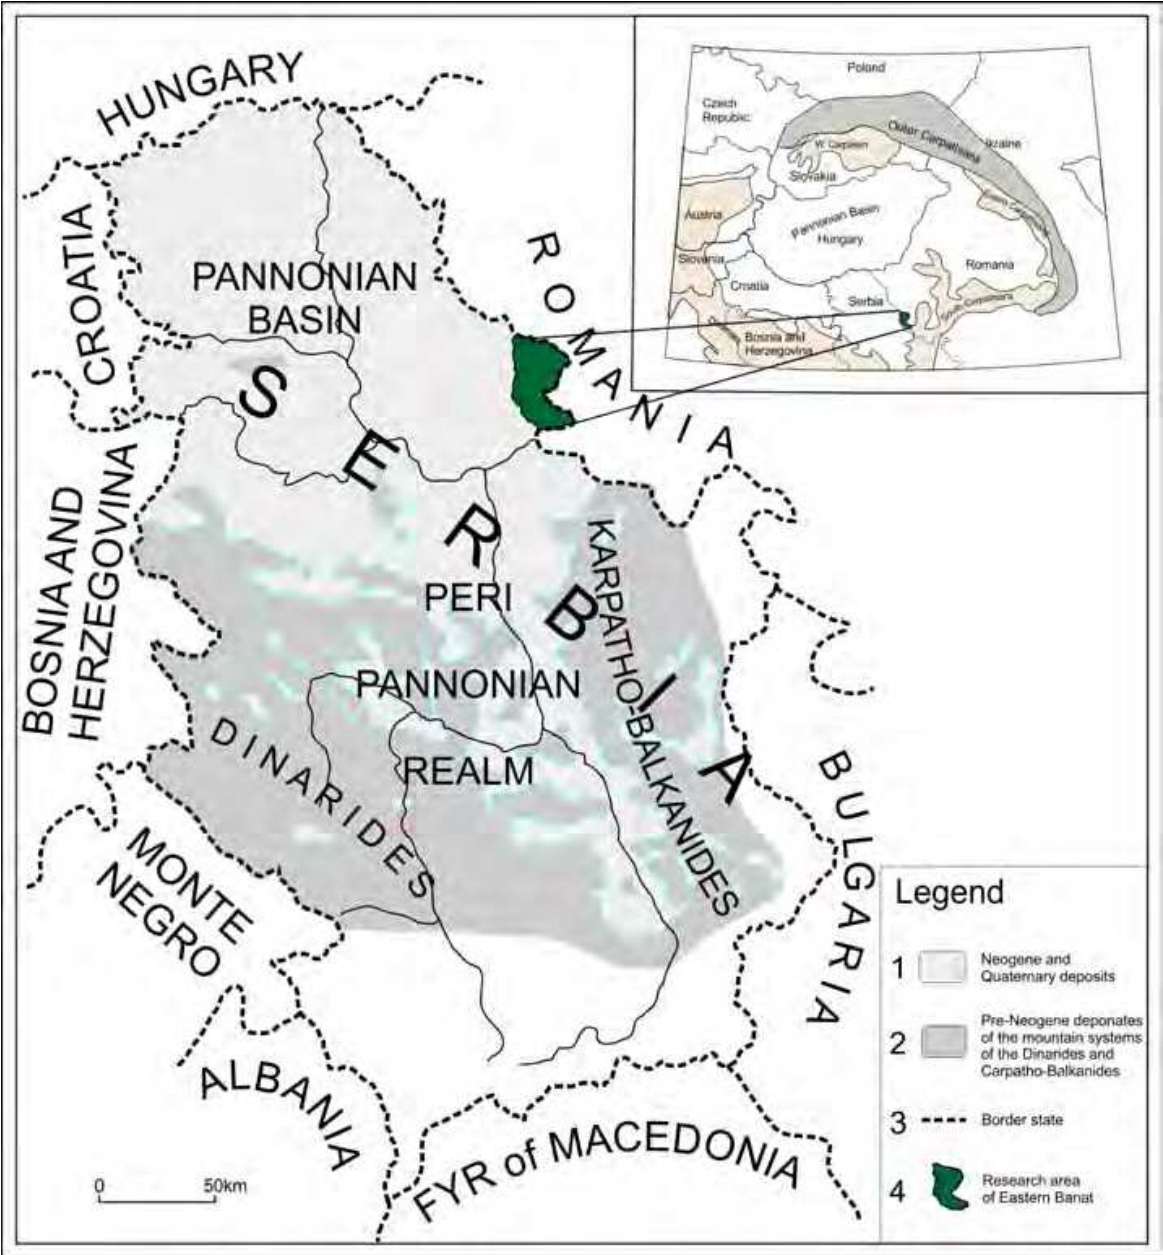 HUNGARY
CROATIA
BOSNIA AND
HERZEGOVINA
MONTE
NEGRO
ALBANIA
FYR of MACEDONIA
BULGARIA
ROMANIA
SERBIA
PANNONIAN
BASIN
PERI
PANNONIAN
REALM
DINARIDES
KARPATHO-BALKANIDES
0 50km
Poland
Czech
Republic
Outer Carpathians
Ukraine
Slovakia
Austria
Pannonian Basin
Hungary
Slovenia
Croatia
Romania
Serbia
Bosnia and
Herzegovina
Legend
1 Neogene and
Quaternary deposits
2 Pre-Neogene deponates
of the mountain systems
of the Dinarides and
Carpatho-Balkanides
3 Border state
4 Research area
of Eastern Banat